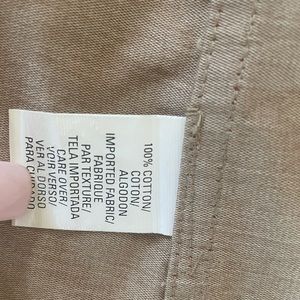 100% COTTON/
COTON/
ALGODON
IMPORTED FABRIC/
FABRIQUE
PAR TEXTURE/
TELA IMPORTADA
CARE OVER/
VOIR VERSO/
VER AL DORSO
PARA CUIDADO